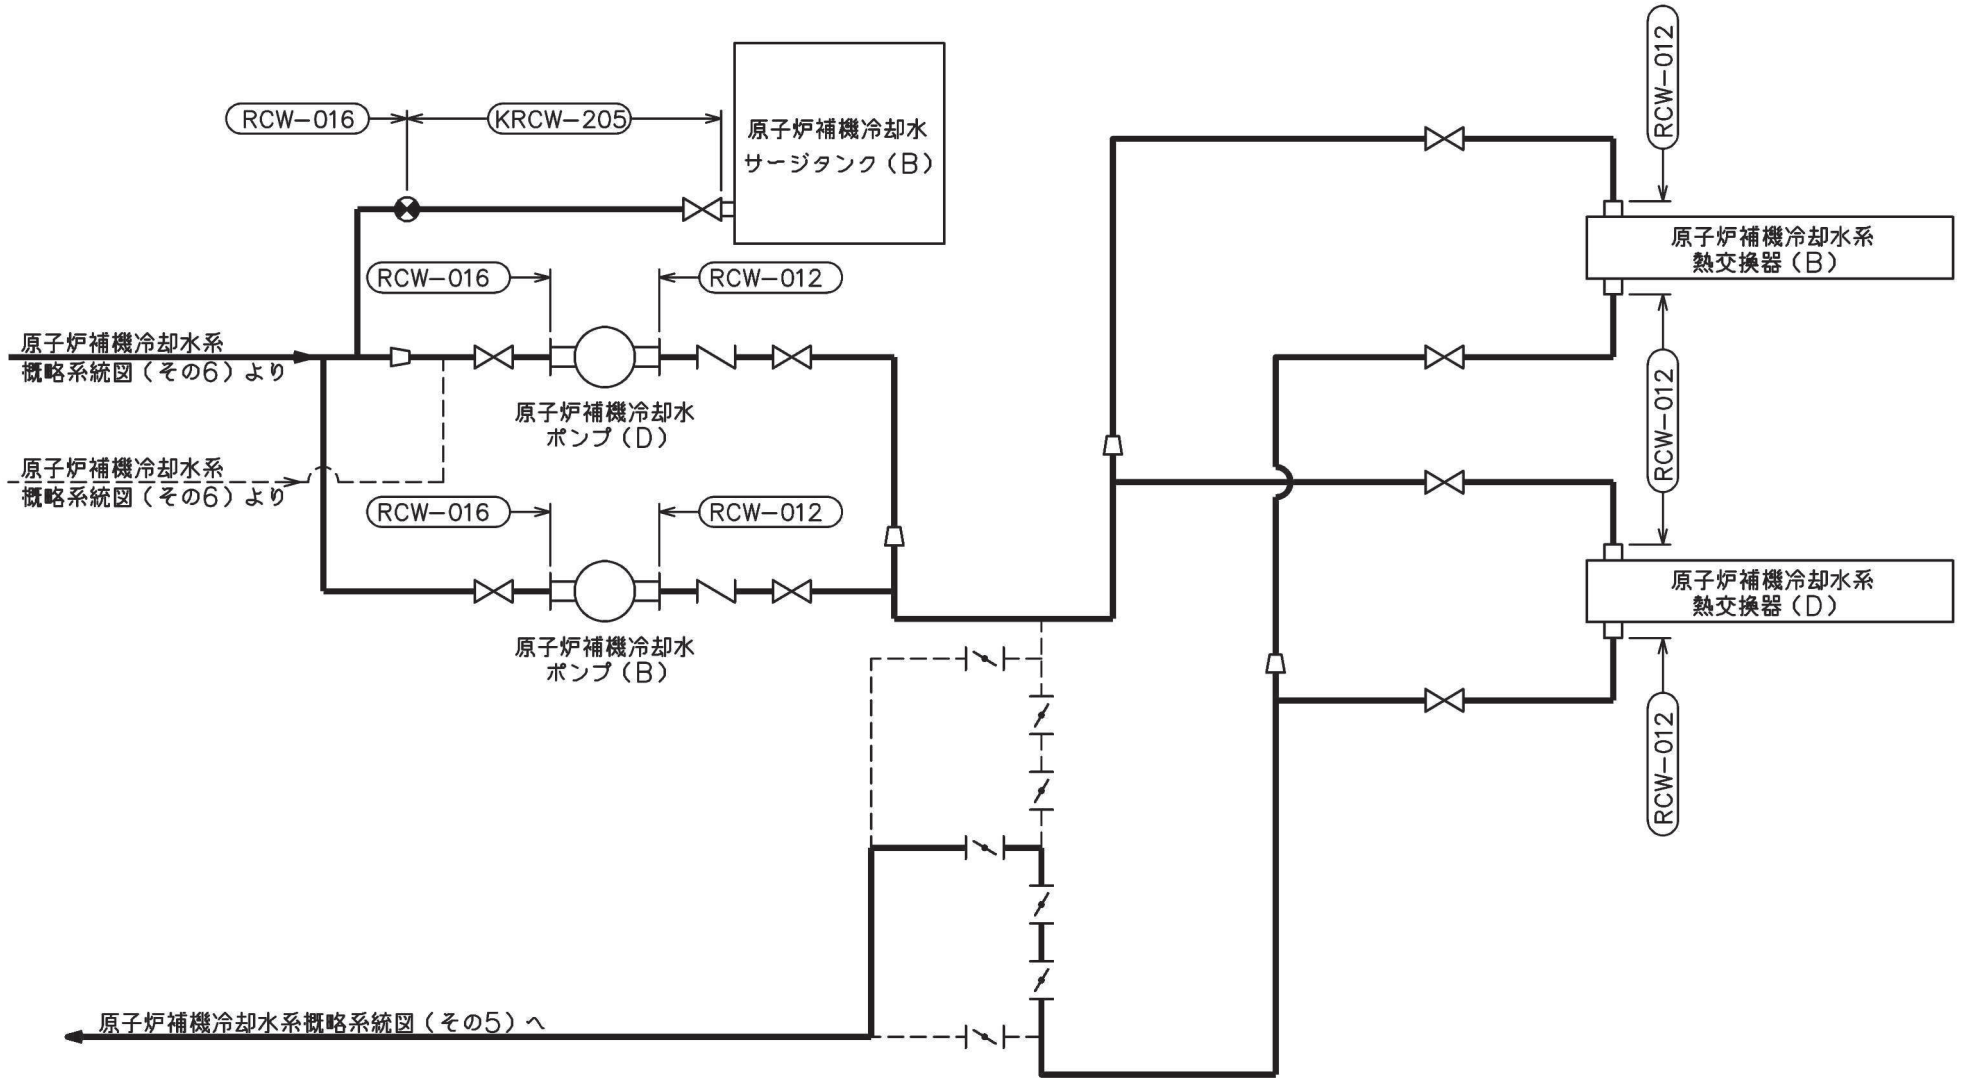 RCW-012
RCW-016
KRCW-205
原子炉補機冷却水
サージタンク(B)
原子炉補機冷却水系
熱交換器(B)
RCW-016
RCW-012
原子炉補機冷却水系
概略系統図(その6)より
原子炉補機冷却水
ポンプ(D)
RCW-012
原子炉補機冷却水系
概略系統図(その6)より
RCW-016
RCW-012
原子炉補機冷却水系
熱交換器(D)
原子炉補機冷却水
ポンプ(B)
RCW-012
原子炉補機冷却水系概略系統図(その5)へ